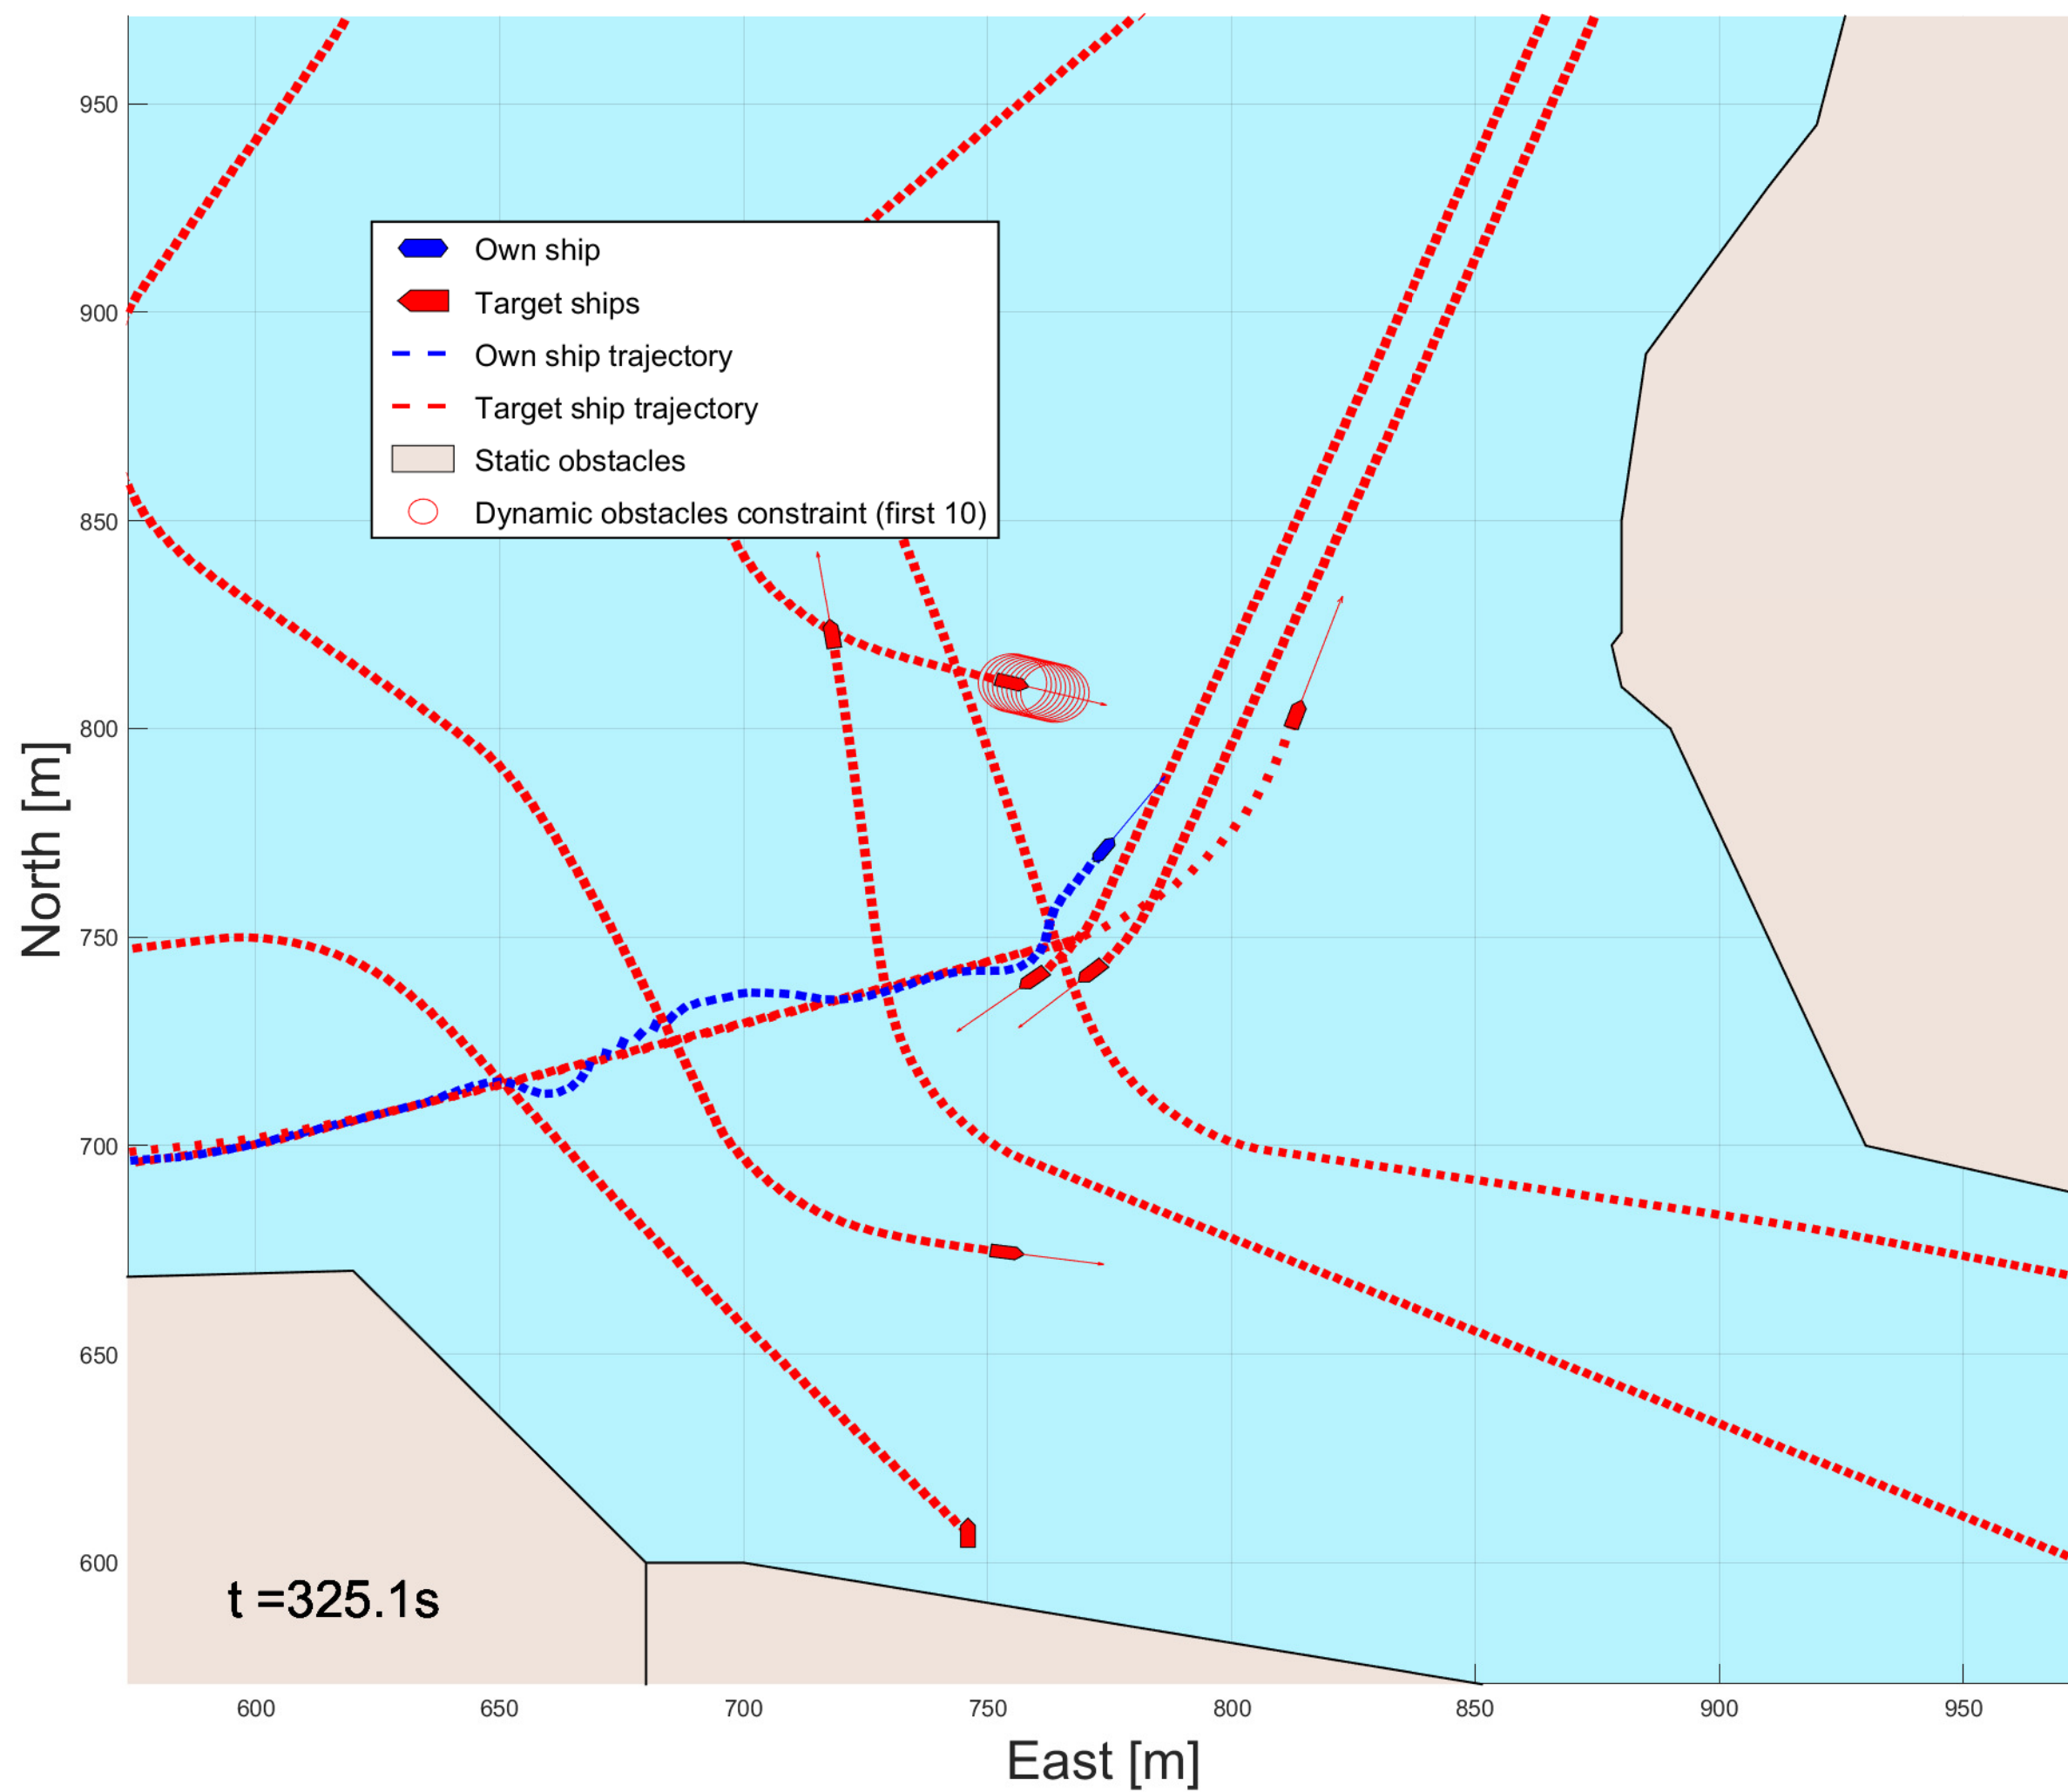 950
900
850
800
750
700
650
600
North [m]
Own ship
Target ships
Own ship trajectory
Target ship trajectory
Static obstacles
Dynamic obstacles constraint (first 10)
t =325.1s
600 650 700 750 800 850 900 950
East [m]